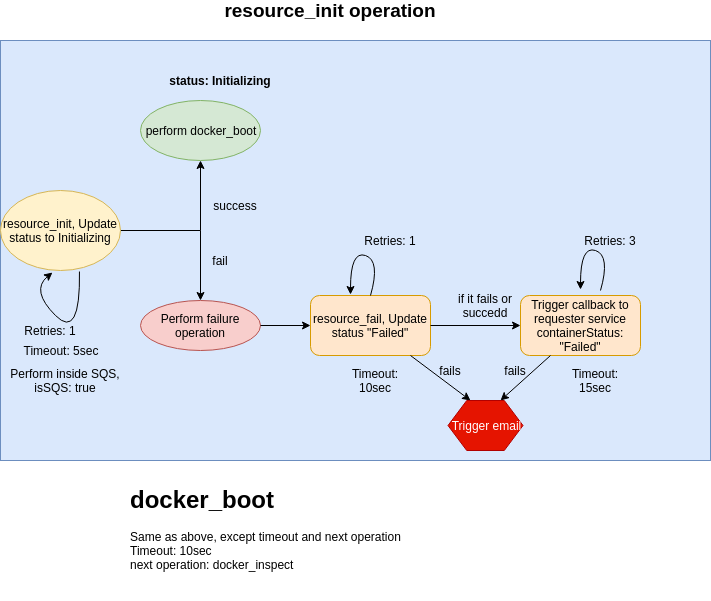 resource_init operation
status: Initializing
perform docker_boot
success
resource_init, Update
status to Initializing
fail
Retries: 1
Timeout: 5sec
Perform inside SQS,
isSQS: true
Perform failure
operation
Retries: 1
resource_fail, Update
status "Failed"
Timeout:
10sec
if it fails or
succedd
Retries: 3
Trigger callback to
requester service
containerStatus:
"Failed"
Timeout:
15sec
fails
fails
Trigger email
docker_boot
Same as above, except timeout and next operation
Timeout: 10sec
next operation: docker_inspect